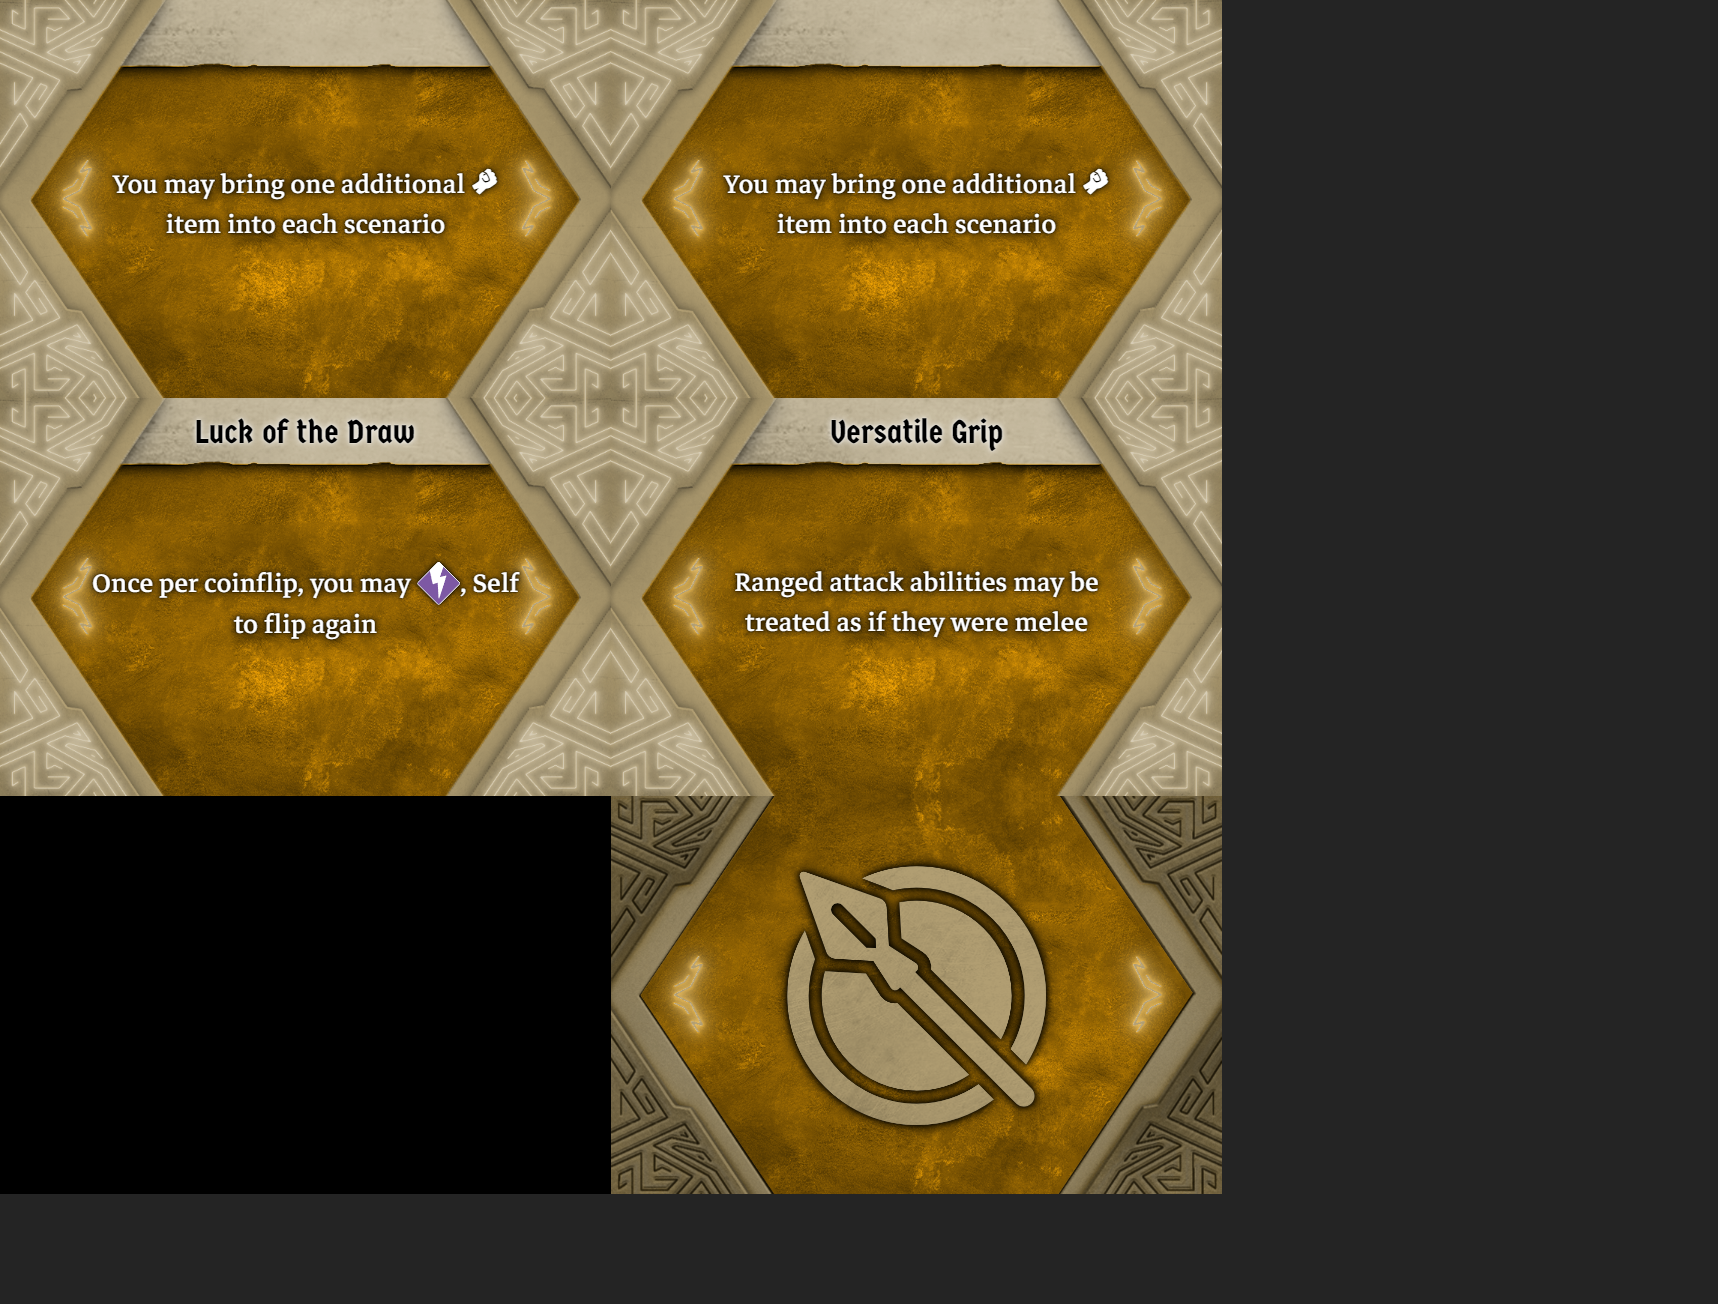 You may bring one additional
item into each scenario
You may bring one additional
item into each scenario
Luck of the Draw
Once per coinflip, you may , Self
to flip again
Versatile Grip
Ranged attack abilities may be
treated as if they were melee